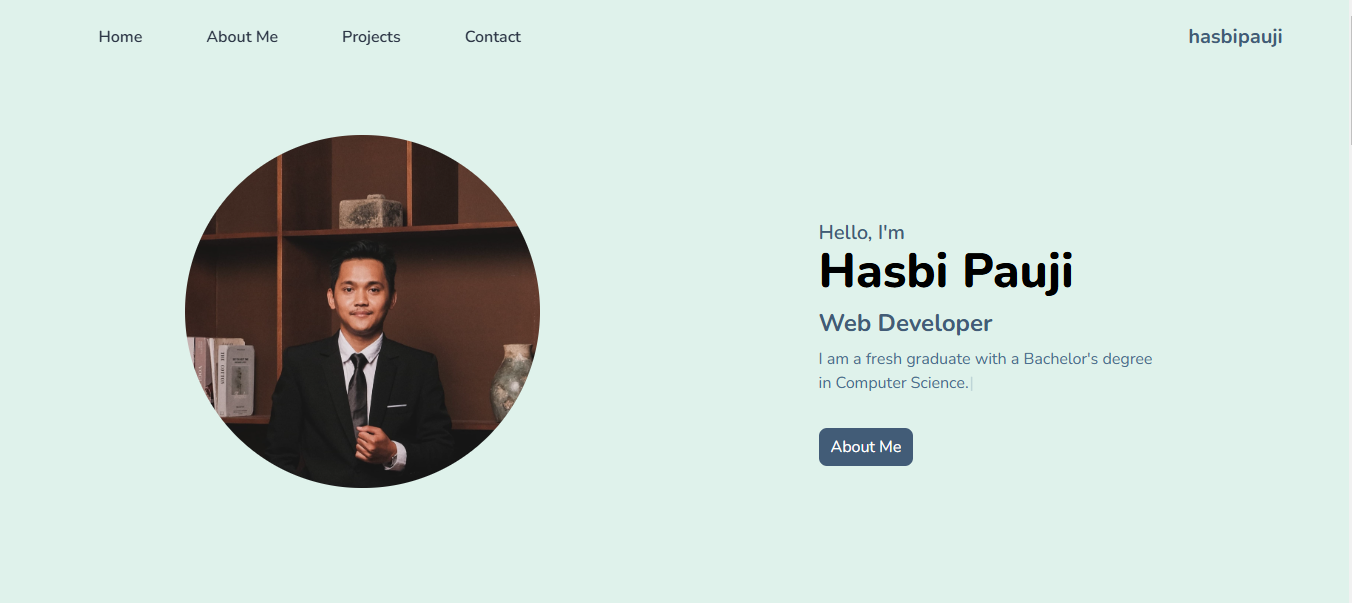 Home About Me Projects Contact hasbipauji
Hello, I'm
Hasbi Pauji
Web Developer
I am a fresh graduate with a Bachelor's degree
in Computer Science.|
About Me